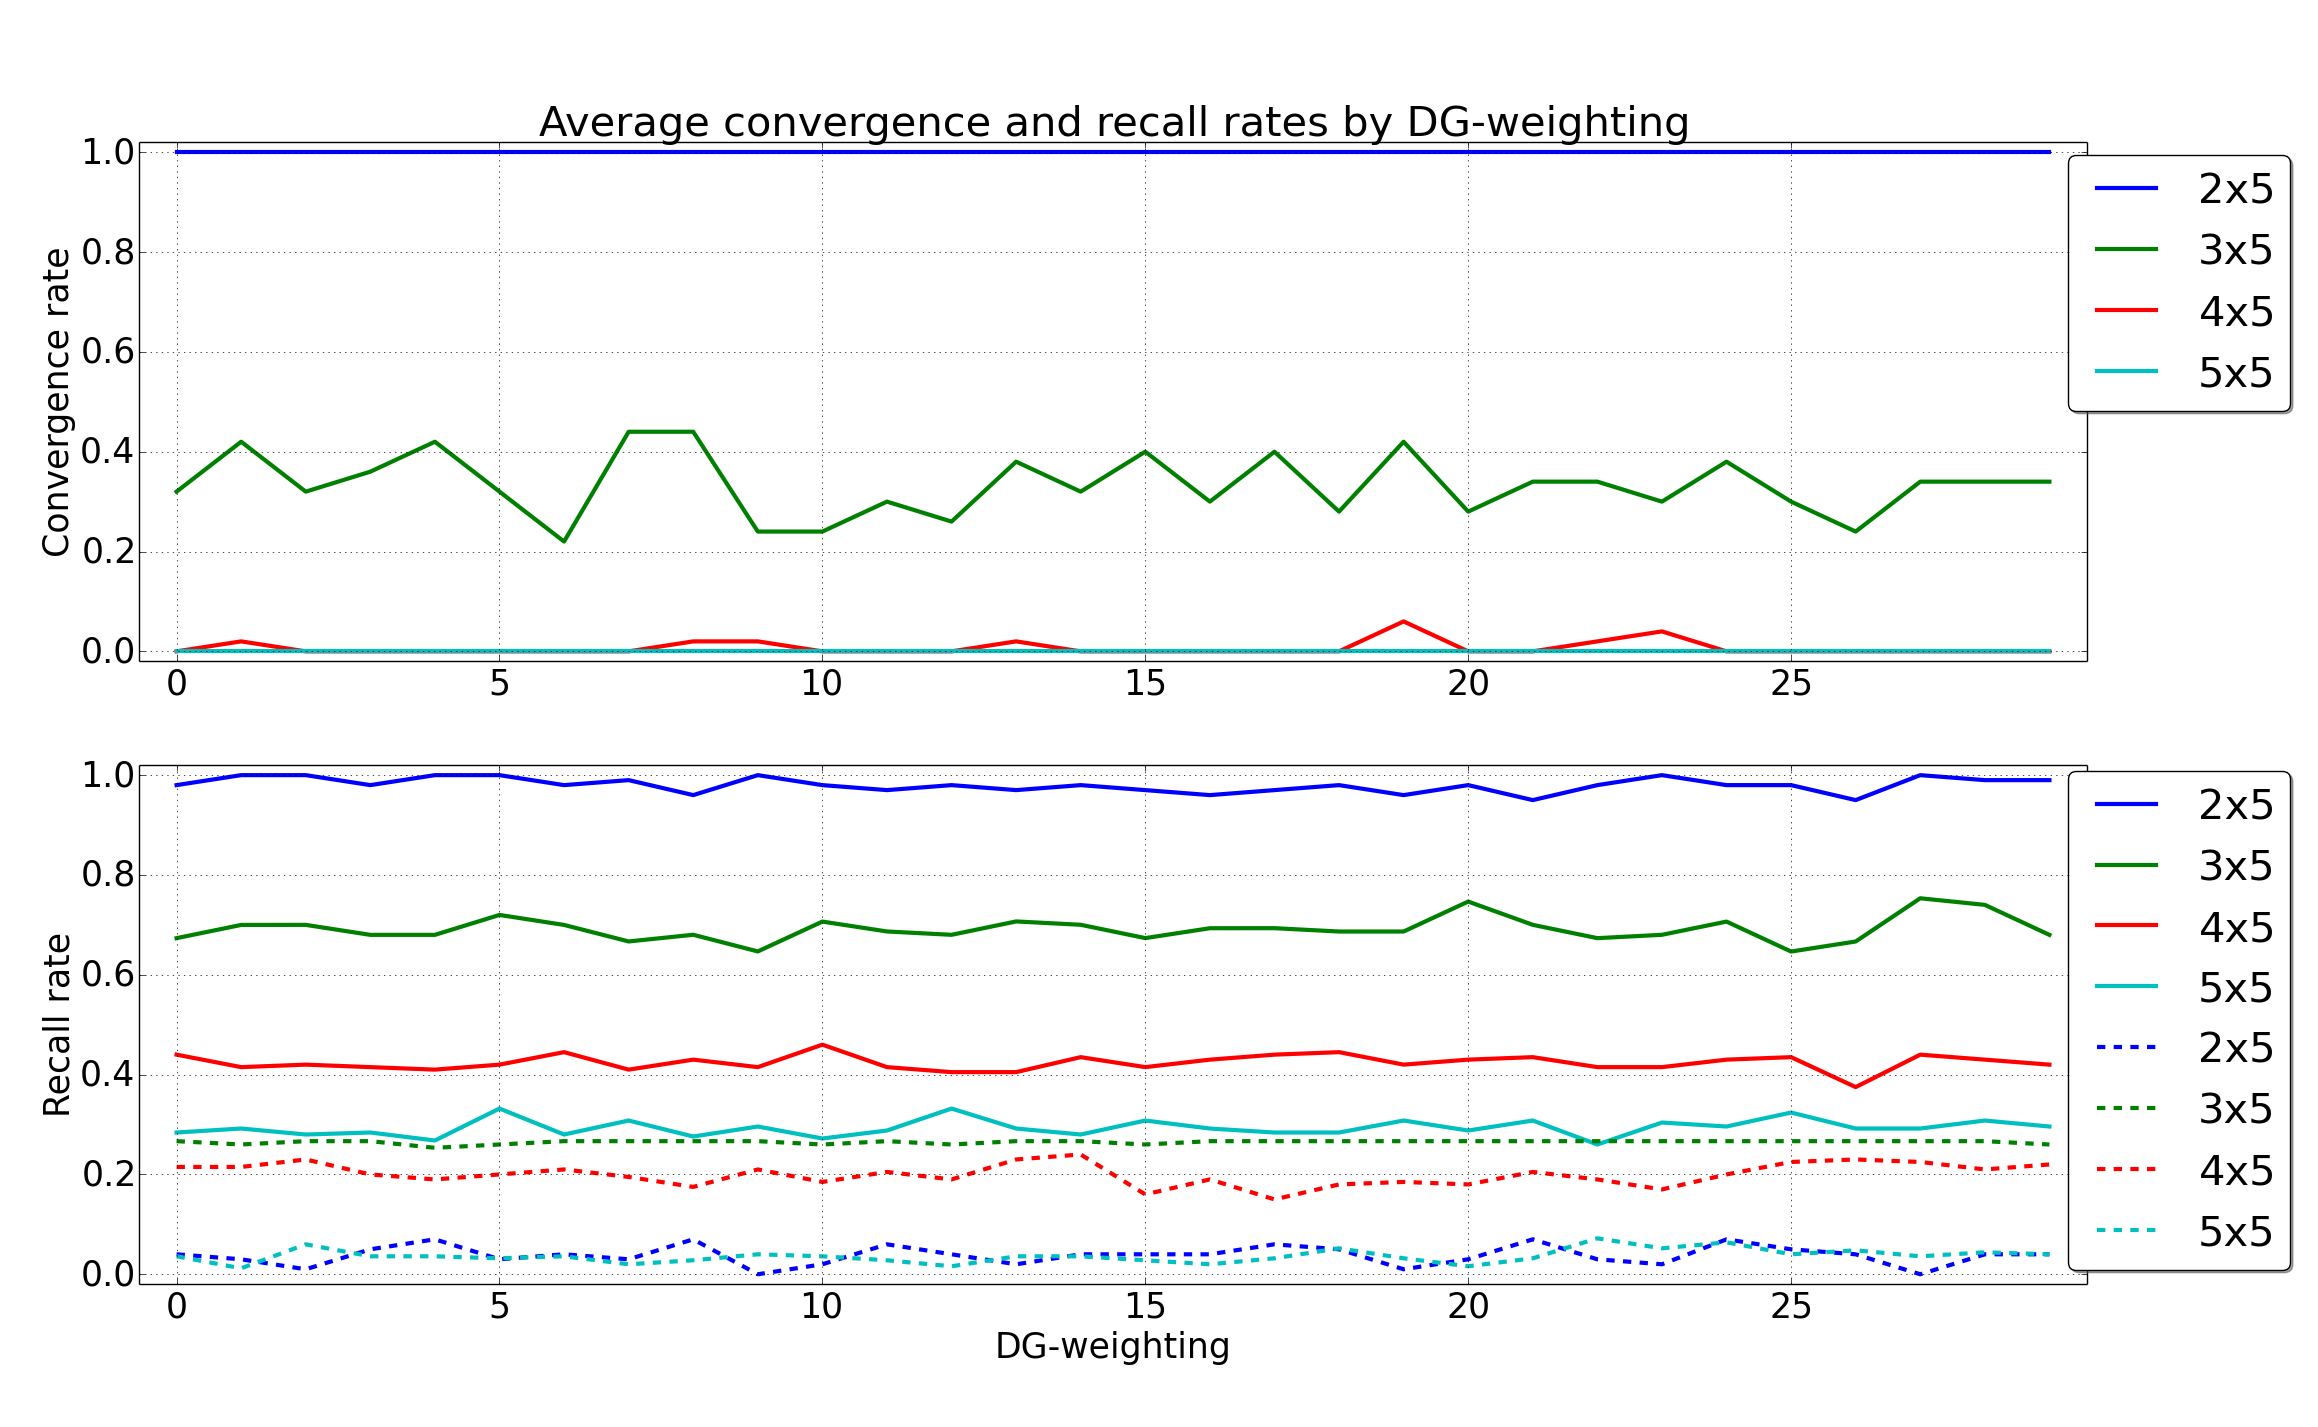 Average convergence and recall rates by DG-weighting
Convergence rate
1.0
0.8
0.6
0.4
0.2
0.0
0 5 10 15 20 25
2x5
3x5
4x5
5x5
Recall rate
1.0
0.8
0.6
0.4
0.2
0.0
0 5 10 15 20 25
DG-weighting
2x5
3x5
4x5
5x5
2x5
3x5
4x5
5x5